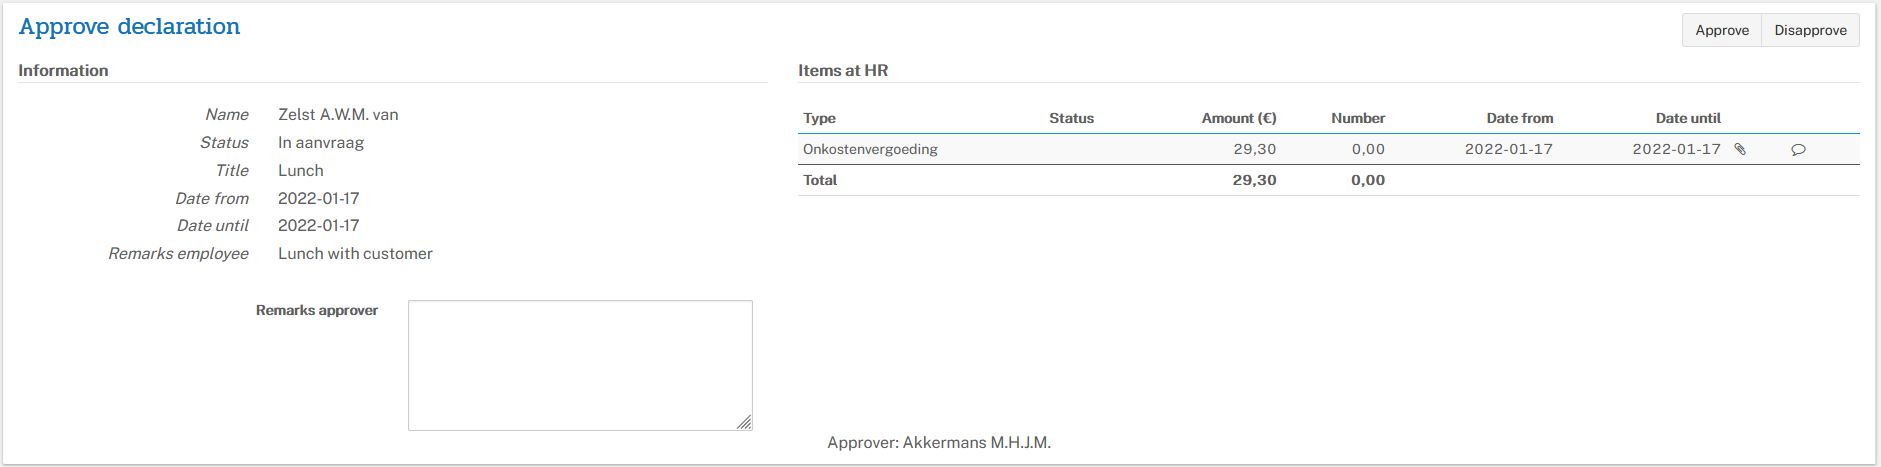 Approve declaration
Approve Disapprove
Information
Name Zelst A.W.M. van
Status In aanvraag
Title Lunch
Date from 2022-01-17
Date until 2022-01-17
Remarks employee Lunch with customer
Remarks approver
Items at HR
Type Status Amount (€) Number Date from Date until
Onkostenvergoeding 29,30 0,00 2022-01-17 2022-01-17
Total 29,30 0,00
Approver: Akkermans M.H.J.M.